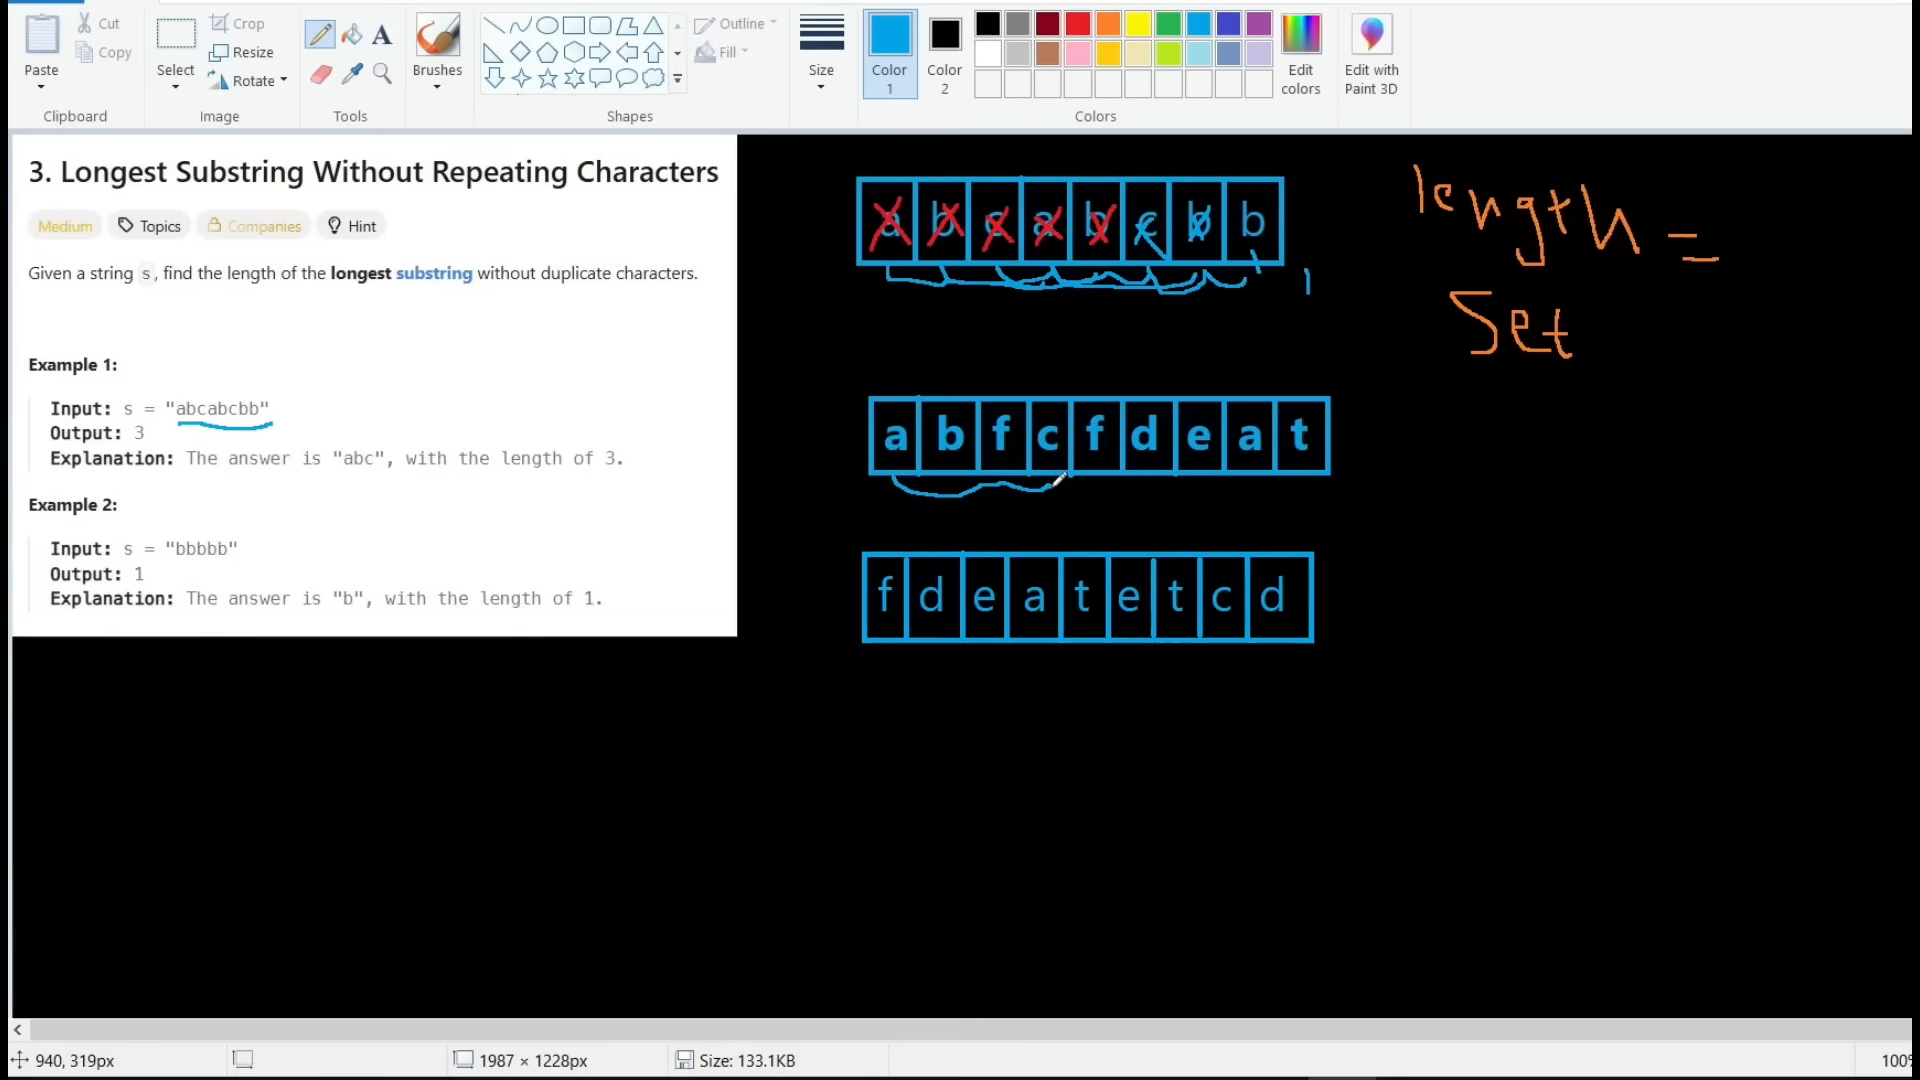 Cut
Copy
Paste
Clipboard
Select
Crop
Resize
Rotate
Image
Tools
Brushes
Shapes
Outline
Fill
Size
Color 1
Color 2
Edit colors
Edit with Paint 3D
Colors
3. Longest Substring Without Repeating Characters
Medium Topics Companies Hint
Given a string s, find the length of the longest substring without duplicate characters.
Example 1:
Input: s = "abcabcbb"
Output: 3
Explanation: The answer is "abc", with the length of 3.
Example 2:
Input: s = "bbbbb"
Output: 1
Explanation: The answer is "b", with the length of 1.
a b c a b c b b
1
length =
Set
a b f c f d e a t
f d e a t e t c d
940, 319px
1987 × 1228px
Size: 133.1KB
100%